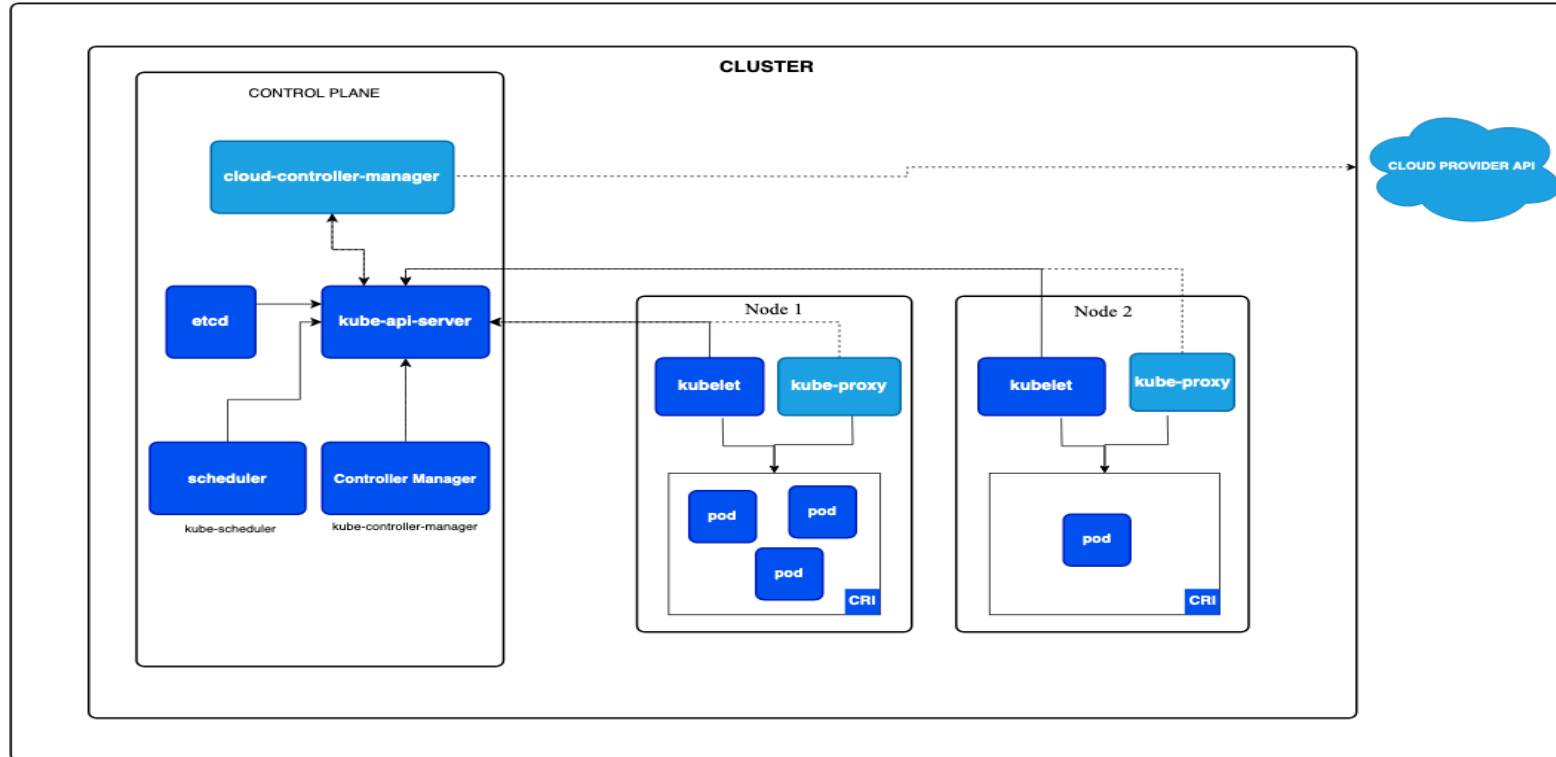 CLUSTER
CONTROL PLANE
cloud-controller-manager
CLOUD PROVIDER API
etcd
kube-api-server
scheduler
kube-scheduler
Controller Manager
kube-controller-manager
Node 1
kubelet
kube-proxy
pod
pod
pod
CRI
Node 2
kubelet
kube-proxy
pod
CRI